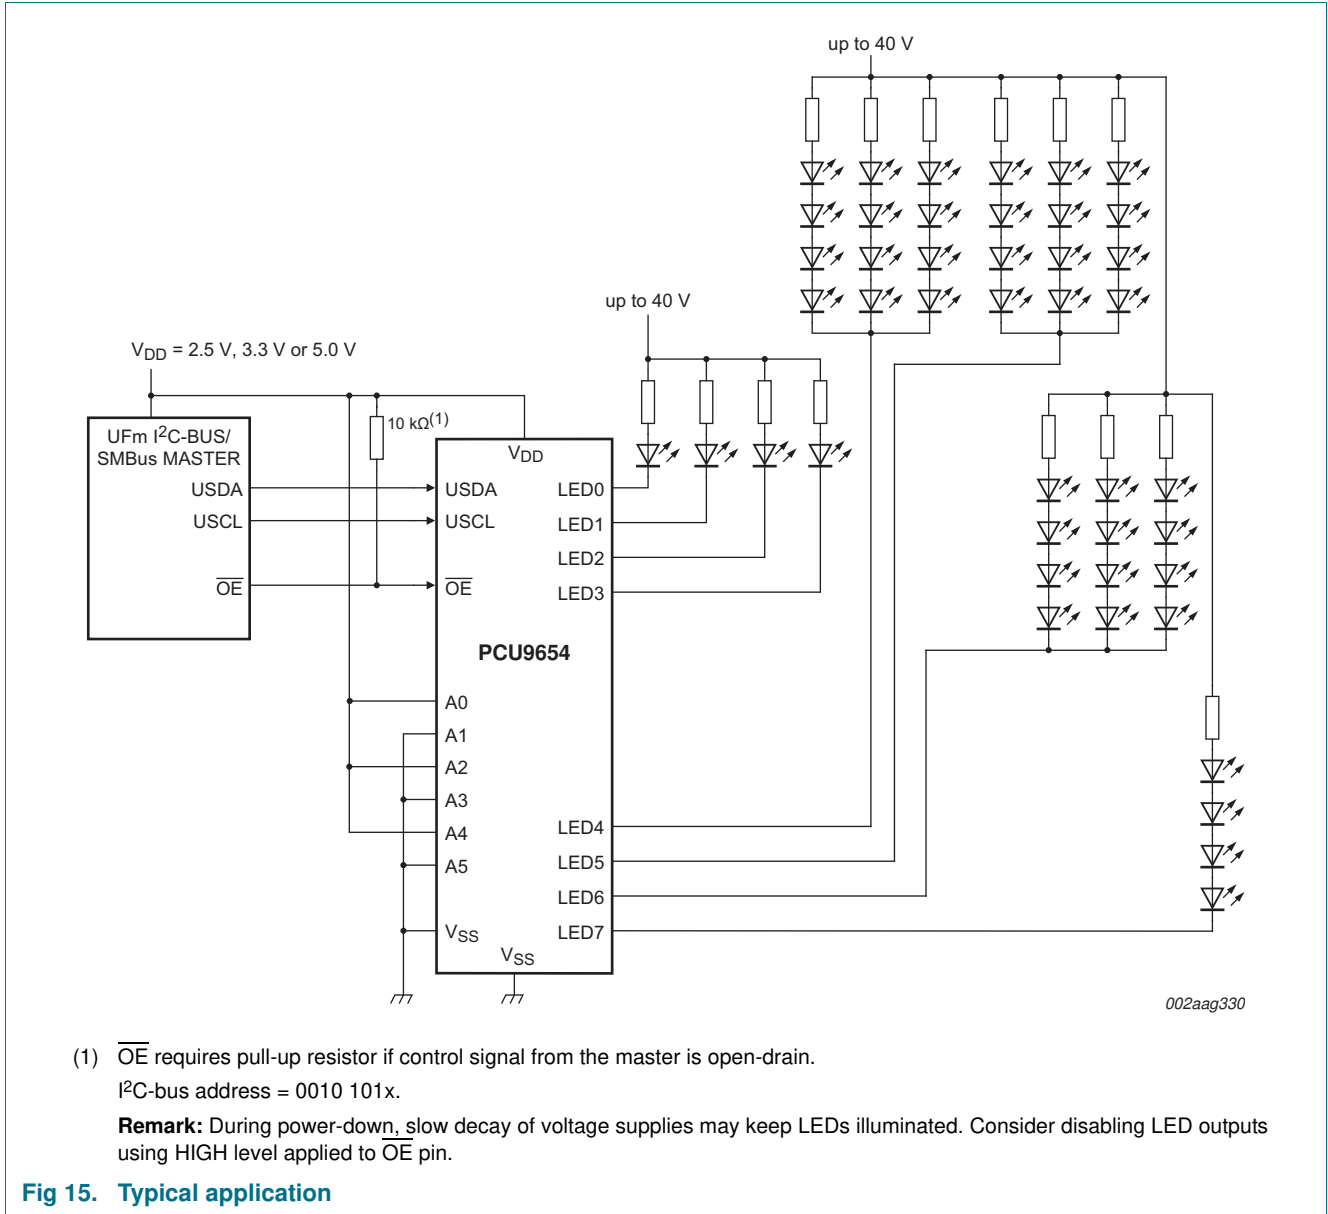 up to 40 V
up to 40 V
VDD = 2.5 V, 3.3 V or 5.0 V
10 kΩ(1)
UFm I2C-BUS/
SMBus MASTER
USDA
USCL
OE
VDD
USDA
USCL
OE
LED0
LED1
LED2
LED3
PCU9654
A0
A1
A2
A3
A4
A5
VSS
VSS
LED4
LED5
LED6
LED7
002aag330
(1) OE requires pull-up resistor if control signal from the master is open-drain.
I2C-bus address = 0010 101x.
Remark: During power-down, slow decay of voltage supplies may keep LEDs illuminated. Consider disabling LED outputs
using HIGH level applied to OE pin.
Fig 15. Typical application